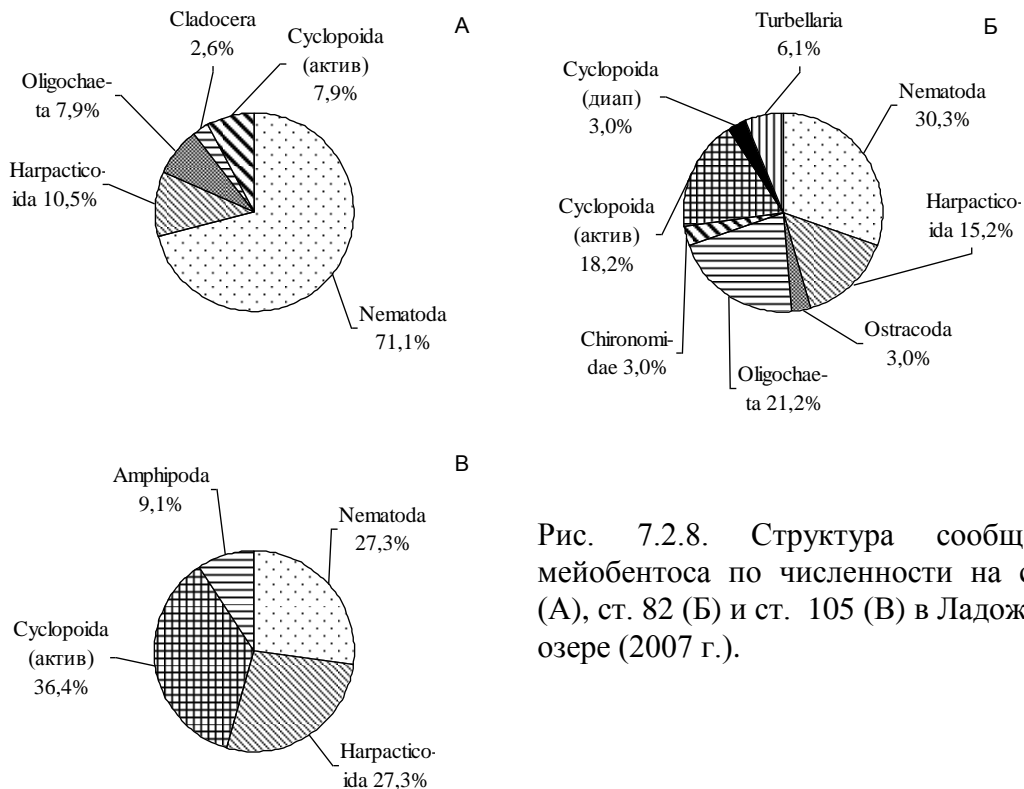 А
Cladocera
2,6%
Cyclopoida
(актив)
7,9%
Oligochae-
ta 7,9%
Harpactico-
ida 10,5%
Nematoda
71,1%
Б
Turbellaria
6,1%
Cyclopoida
(диап)
3,0%
Nematoda
30,3%
Harpactico-
ida 15,2%
Cyclopoida
(актив)
18,2%
Ostracoda
3,0%
Chironomi-
dae 3,0%
Oligochae-
ta 21,2%
В
Amphipoda
9,1%
Nematoda
27,3%
Cyclopoida
(актив)
36,4%
Harpactico-
ida 27,3%
Рис. 7.2.8. Структура сообщ
мейобентоса по численности на
(А), ст. 82 (Б) и ст. 105 (В) в Ладож
озере (2007 г.).